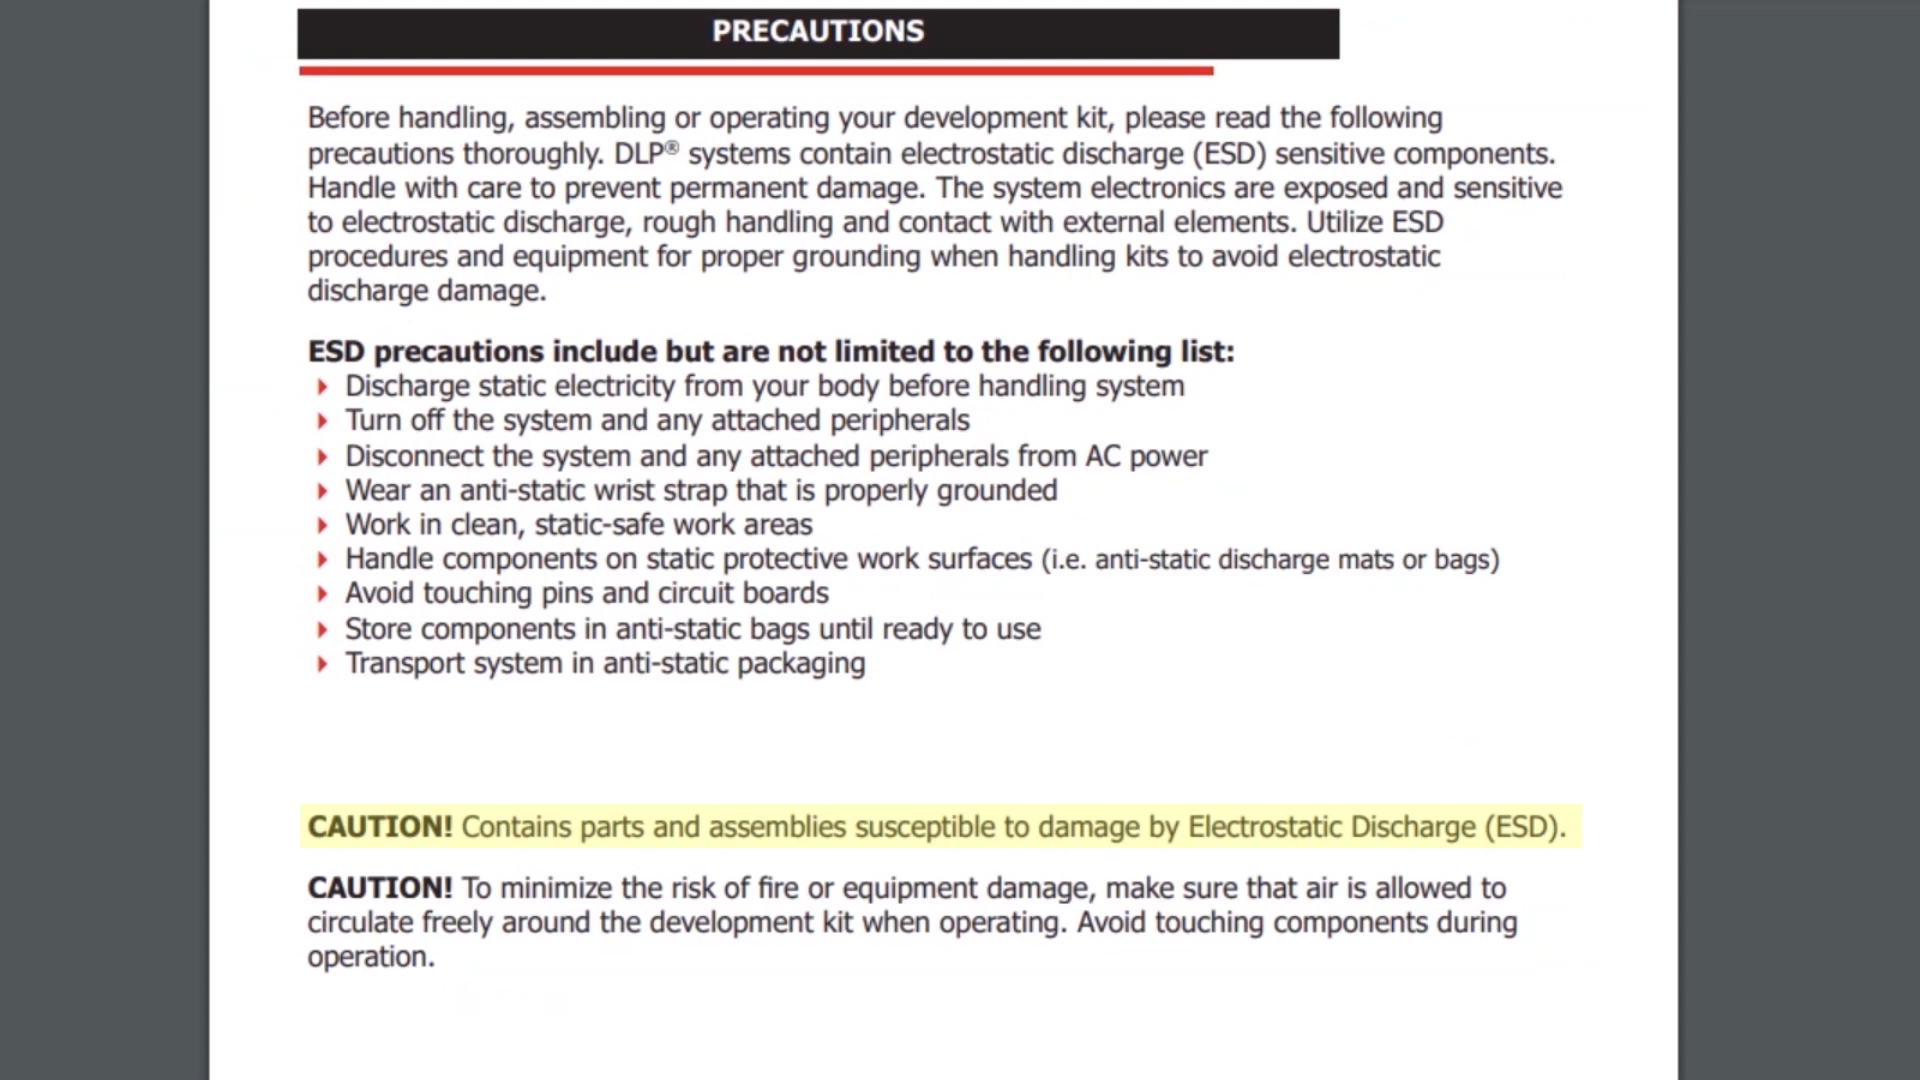 PRECAUTIONS
Before handling, assembling or operating your development kit, please read the following
precautions thoroughly. DLP® systems contain electrostatic discharge (ESD) sensitive components.
Handle with care to prevent permanent damage. The system electronics are exposed and sensitive
to electrostatic discharge, rough handling and contact with external elements. Utilize ESD
procedures and equipment for proper grounding when handling kits to avoid electrostatic
discharge damage.
ESD precautions include but are not limited to the following list:
Discharge static electricity from your body before handling system
Turn off the system and any attached peripherals
Disconnect the system and any attached peripherals from AC power
Wear an anti-static wrist strap that is properly grounded
Work in clean, static-safe work areas
Handle components on static protective work surfaces (i.e. anti-static discharge mats or bags)
Avoid touching pins and circuit boards
Store components in anti-static bags until ready to use
Transport system in anti-static packaging
CAUTION! Contains parts and assemblies susceptible to damage by Electrostatic Discharge (ESD).
CAUTION! To minimize the risk of fire or equipment damage, make sure that air is allowed to
circulate freely around the development kit when operating. Avoid touching components during
operation.